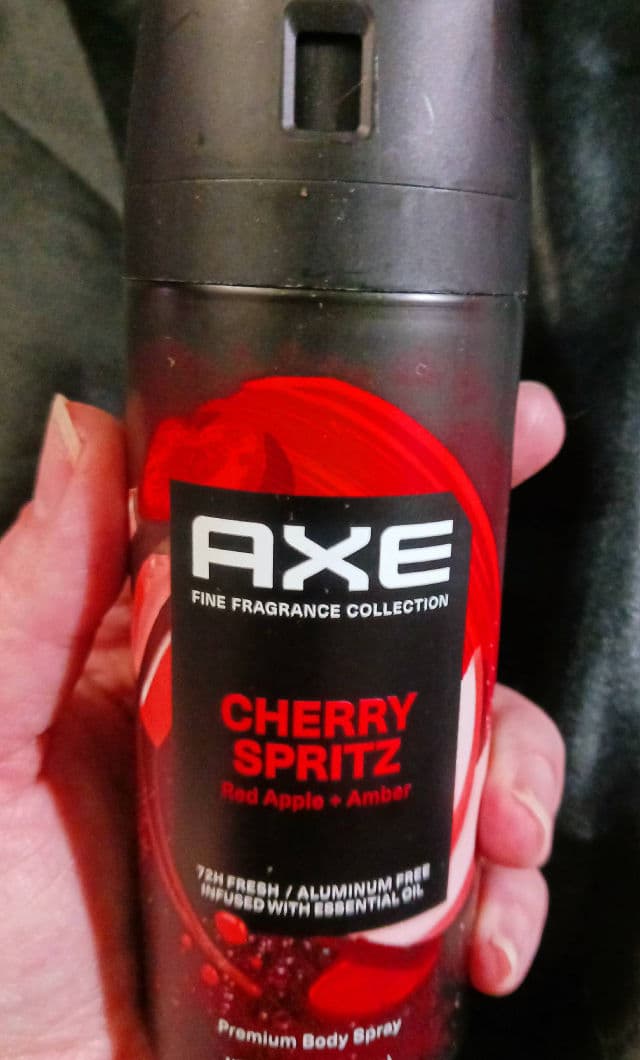 AXE
FINE FRAGRANCE COLLECTION
CHERRY
SPRITZ
Red Apple + Amber
72H FRESH / ALUMINUM FREE
INFUSED WITH ESSENTIAL OIL
Premium Body Spray